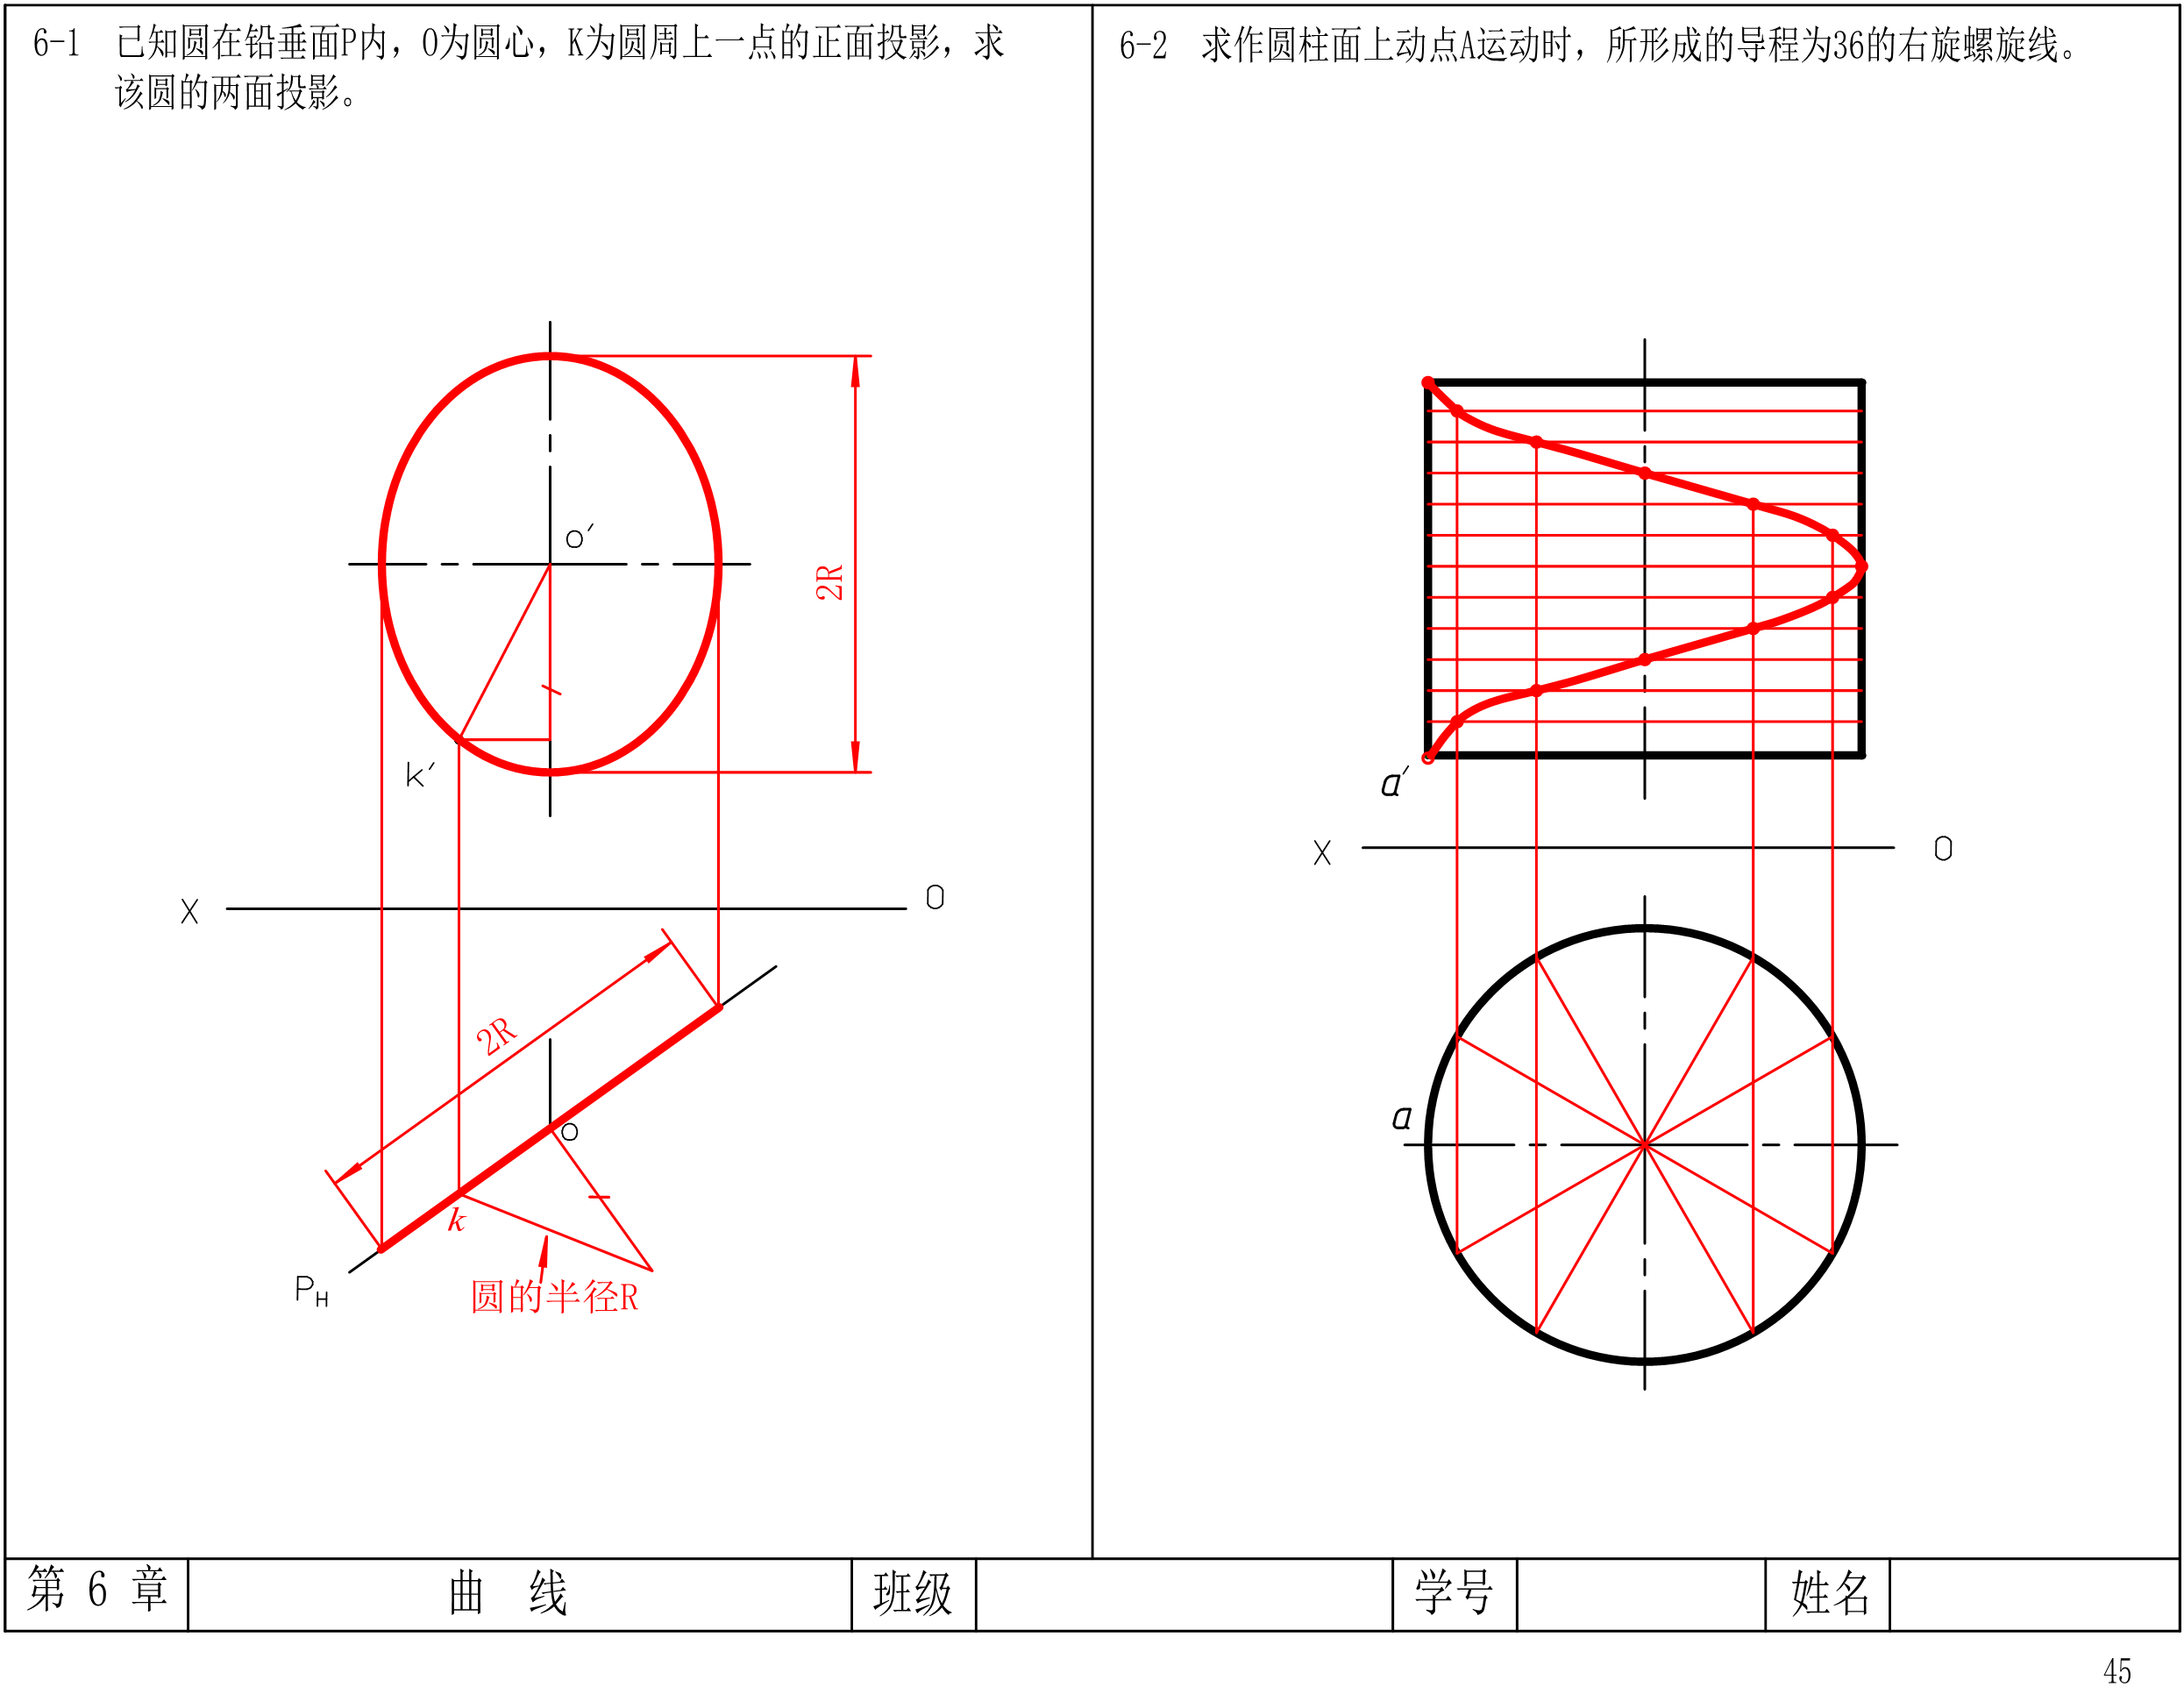 6-1 已知圆在铅垂面P内，O为圆心，K为圆周上一点的正面投影，求
该圆的两面投影。
6-2 求作圆柱面上动点A运动时，所形成的导程为36的右旋螺旋线。
o′
2R
k′
X
O
2R
o
k
P_H
圆的半径R
a′
X
O
a
第 6 章
曲 线
班级
学号
姓名
45